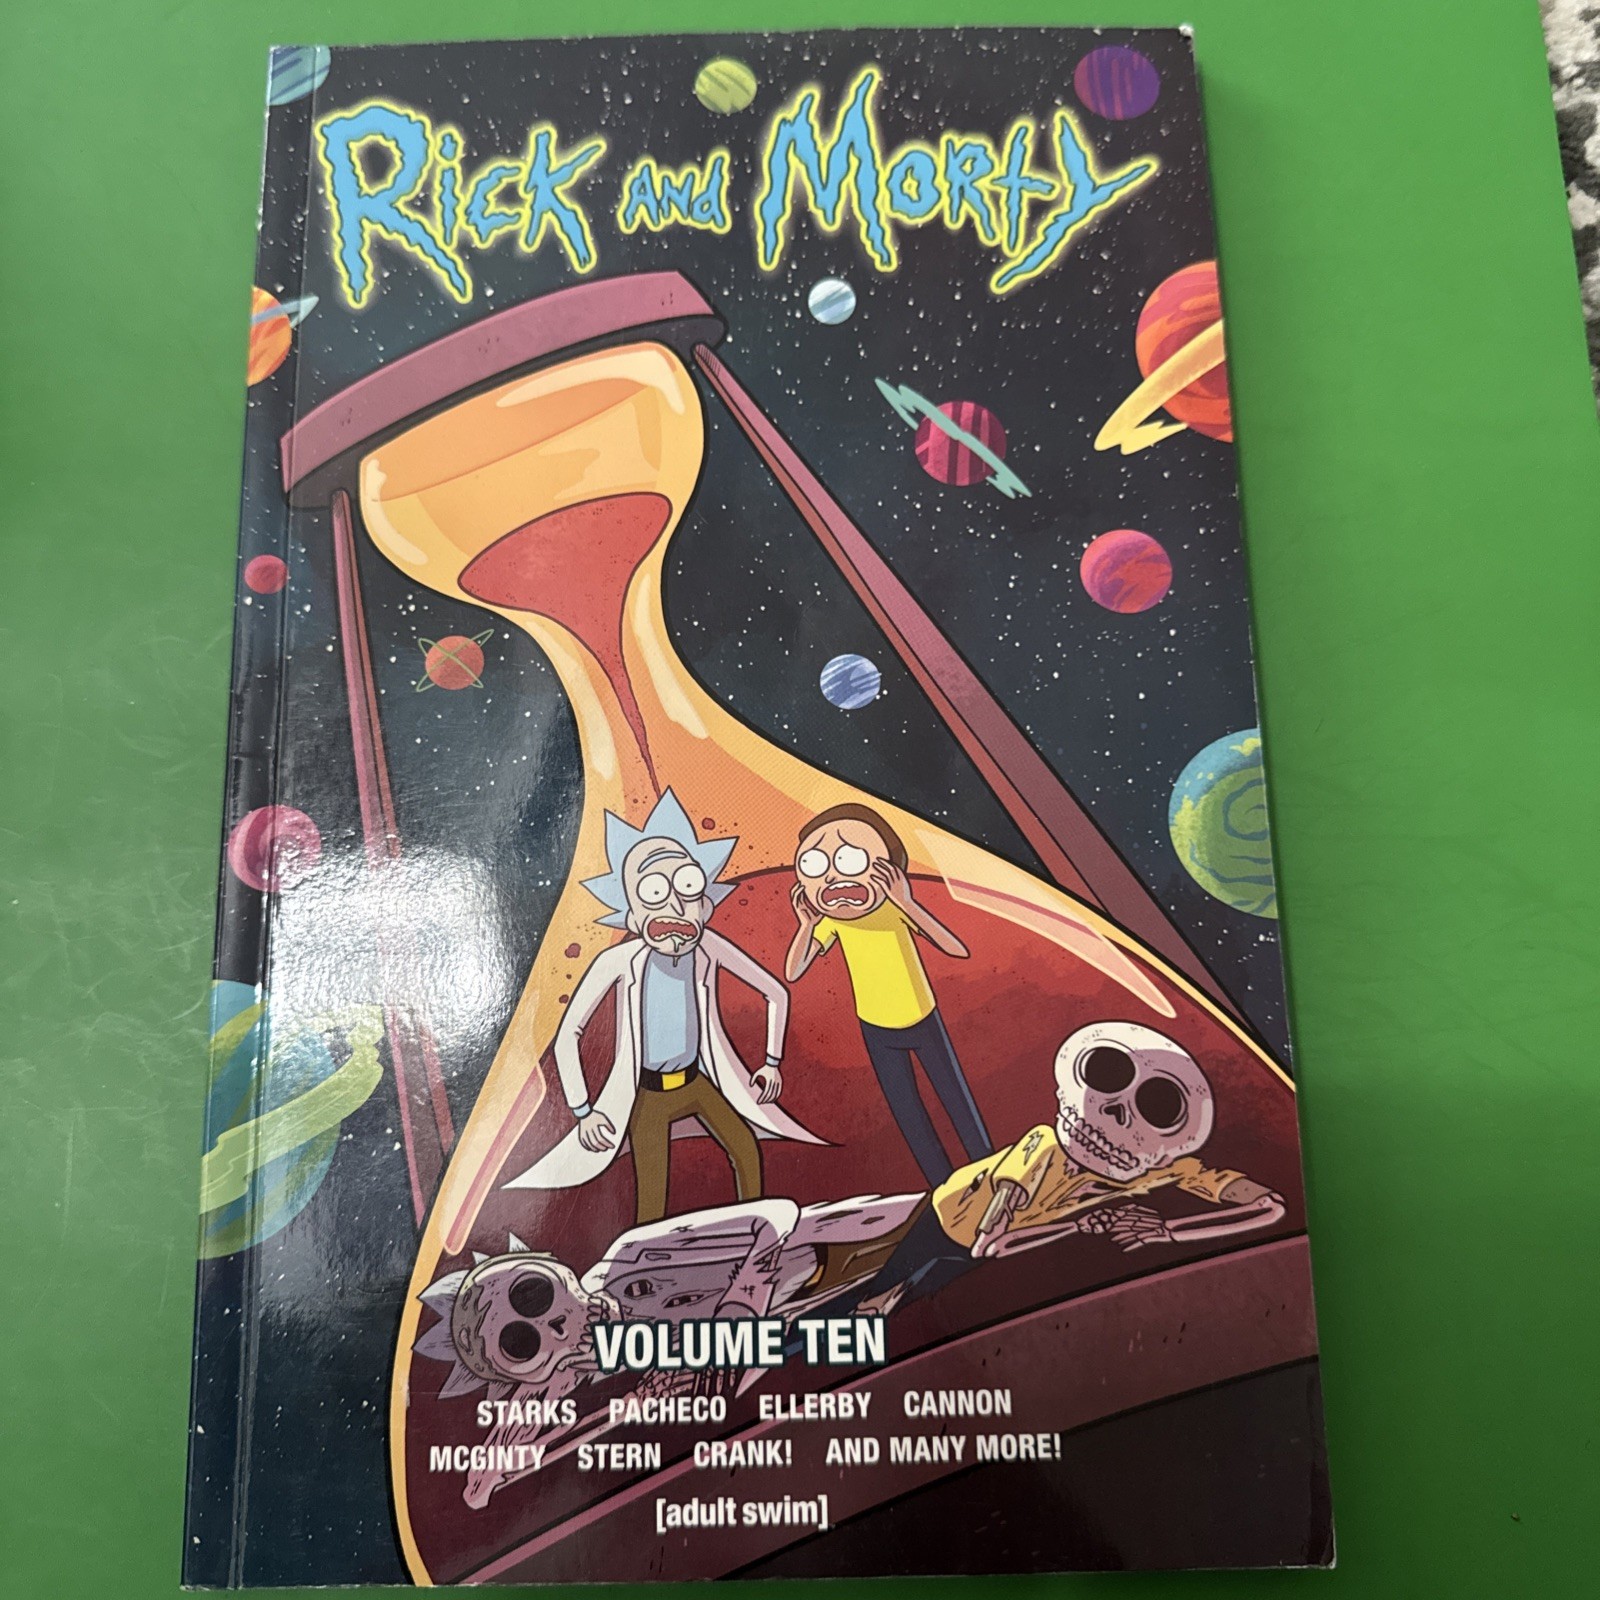 Rick and Morty
VOLUME TEN
STARKS PACHECO ELLERBY CANNON
MCGINTY STERN CRANK! AND MANY MORE!
[adult swim]